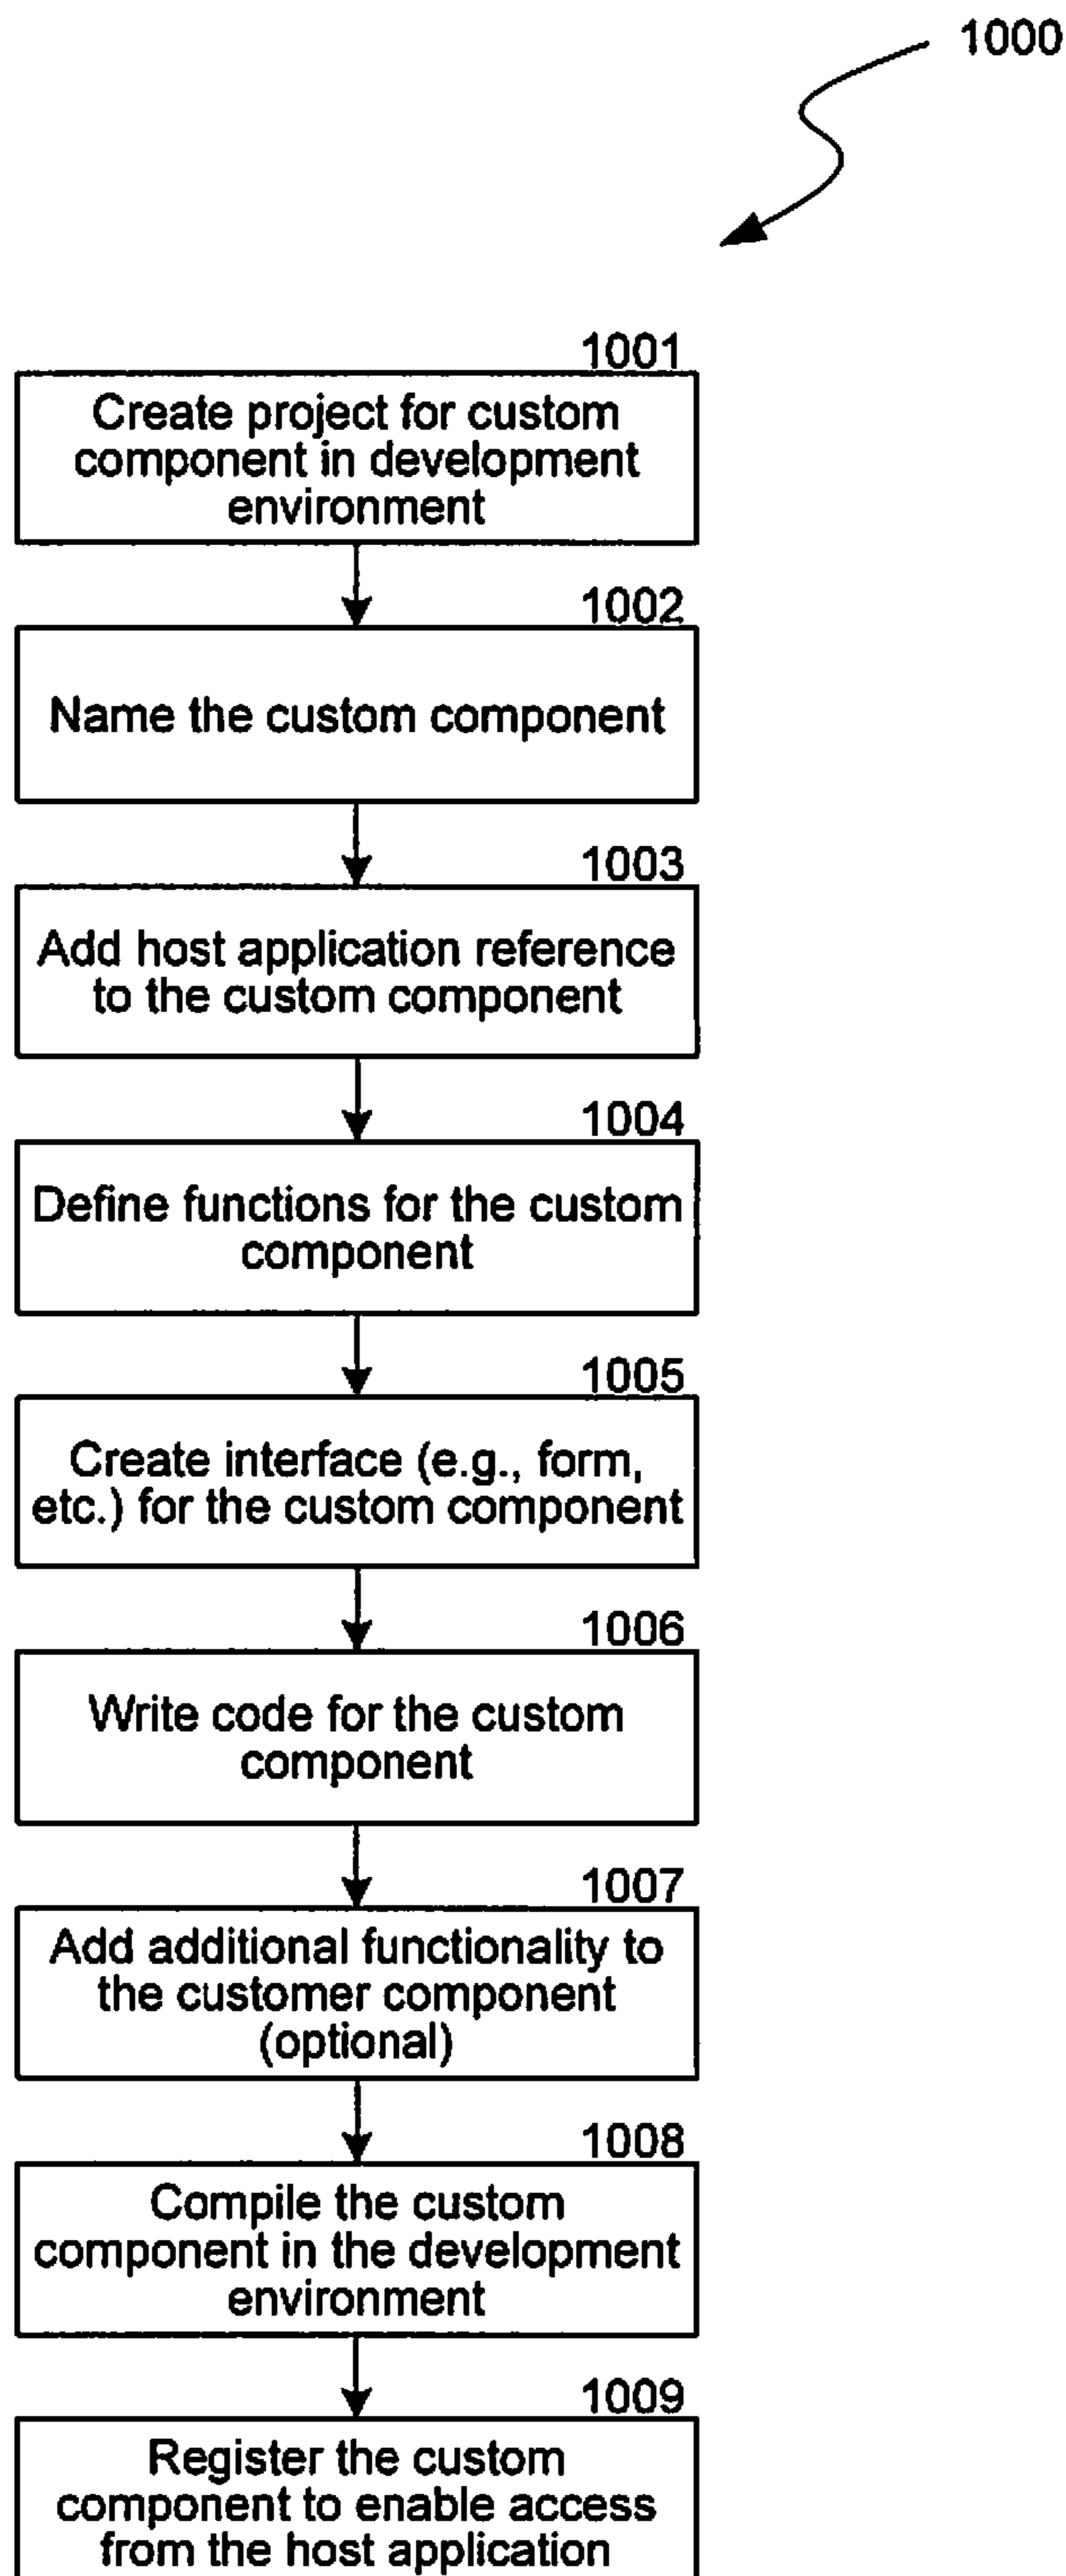 1000
1001
Create project for custom
component in development
environment
1002
Name the custom component
1003
Add host application reference
to the custom component
1004
Define functions for the custom
component
1005
Create interface (e.g., form,
etc.) for the custom component
1006
Write code for the custom
component
1007
Add additional functionality to
the customer component
(optional)
1008
Compile the custom
component in the development
environment
1009
Register the custom
component to enable access
from the host application